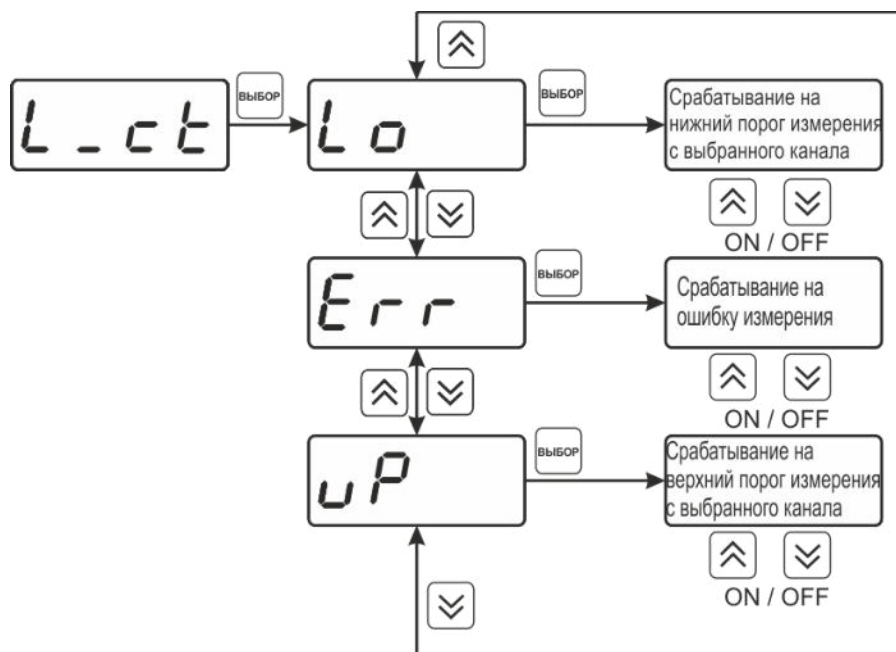 L_ct
ВЫБОР
Lo
ВЫБОР
Срабатывание на
нижний порог измерения
с выбранного канала
ON / OFF
Err
ВЫБОР
Срабатывание на
ошибку измерения
ON / OFF
uP
ВЫБОР
Срабатывание на
верхний порог измерения
с выбранного канала
ON / OFF